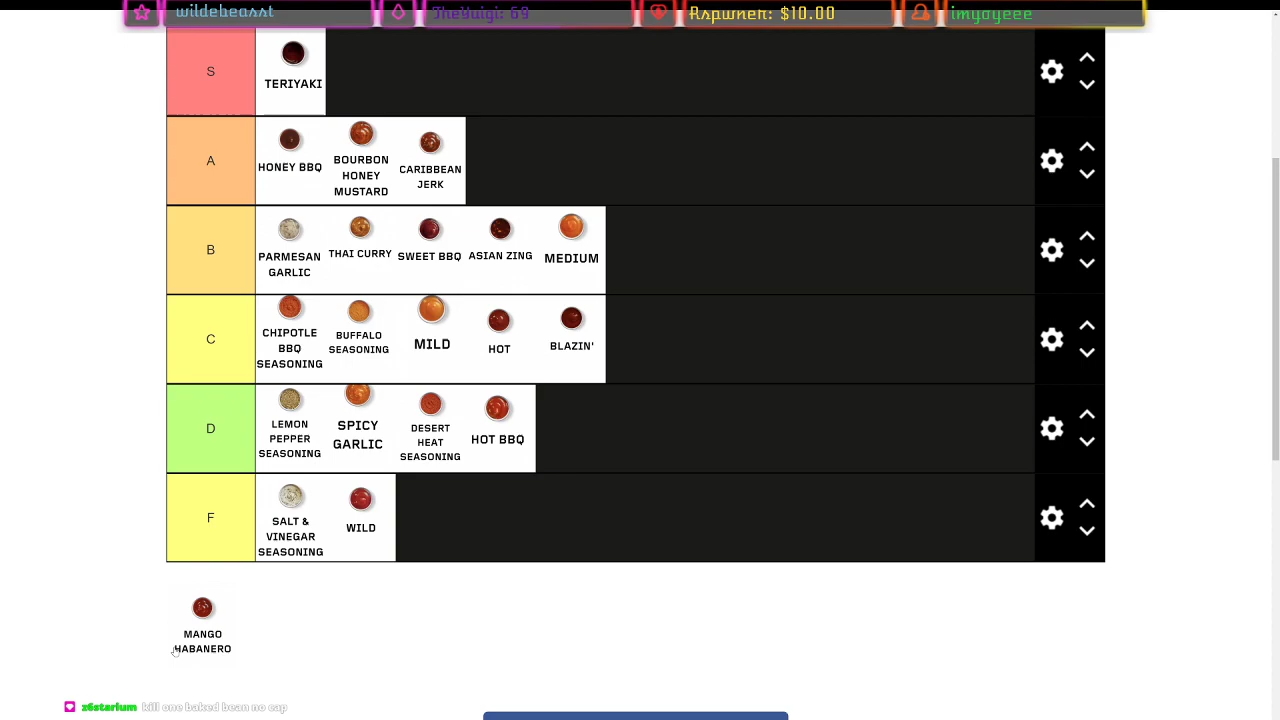 wildebeasst TheYuigi: 69 Rspwner: $10.00 imyoyeee
S
TERIYAKI
A
HONEY BBQ
BOURBON
HONEY
MUSTARD
CARIBBEAN
JERK
B
PARMESAN
GARLIC
THAI CURRY
SWEET BBQ
ASIAN ZING
MEDIUM
C
CHIPOTLE
BBQ
SEASONING
BUFFALO
SEASONING
MILD
HOT
BLAZIN'
D
LEMON
PEPPER
SEASONING
SPICY
GARLIC
DESERT
HEAT
SEASONING
HOT BBQ
F
SALT &
VINEGAR
SEASONING
WILD
MANGO
HABANERO
z6starium kill one baked bean no cap